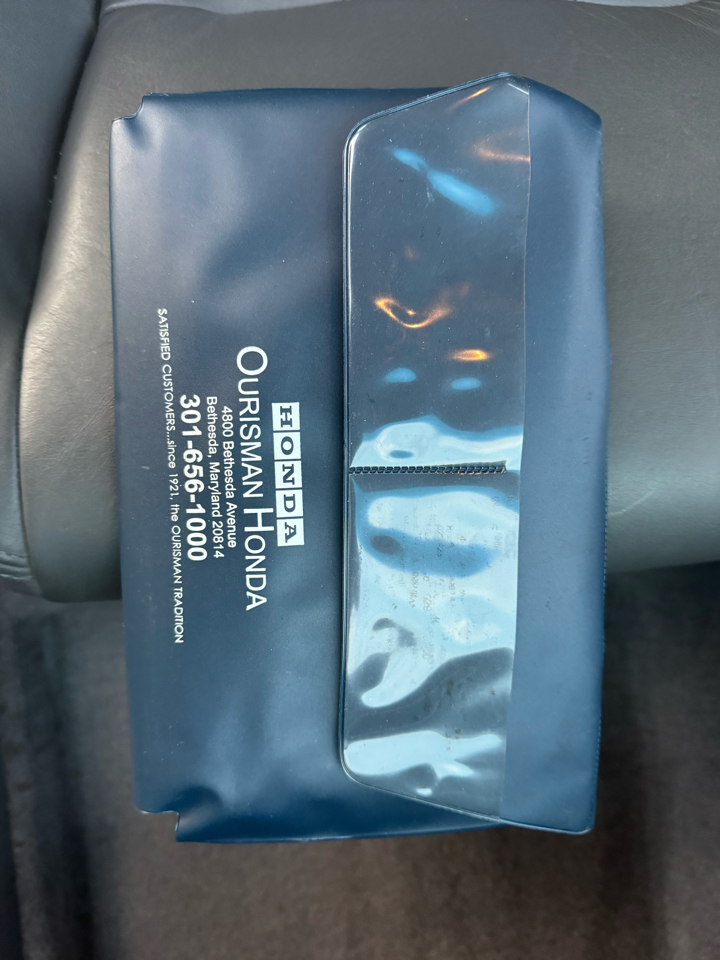 HONDA
OURISMAN HONDA
4800 Bethesda Avenue
Bethesda, Maryland 20814
301-656-1000
SATISFIED CUSTOMERS...since 1921, the OURISMAN TRADITION